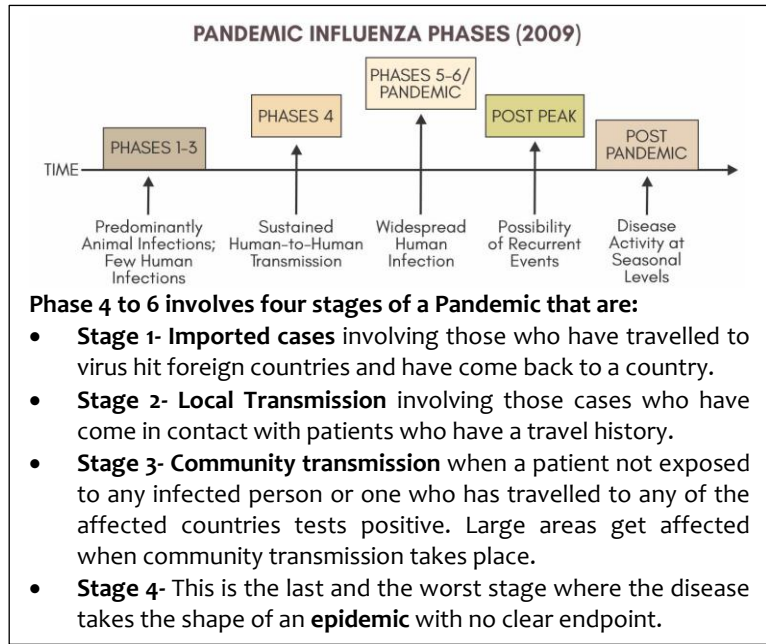 PANDEMIC INFLUENZA PHASES (2009)
PHASES 1-3
PHASES 4
PHASES 5-6/
PANDEMIC
POST PEAK
POST
PANDEMIC
TIME
Predominantly
Animal Infections;
Few Human
Infections
Sustained
Human-to-Human
Transmission
Widespread
Human
Infection
Possibility
of Recurrent
Events
Disease
Activity at
Seasonal
Levels
Phase 4 to 6 involves four stages of a Pandemic that are:
• Stage 1- Imported cases involving those who have travelled to
virus hit foreign countries and have come back to a country.
• Stage 2- Local Transmission involving those cases who have
come in contact with patients who have a travel history.
• Stage 3- Community transmission when a patient not exposed
to any infected person or one who has travelled to any of the
affected countries tests positive. Large areas get affected
when community transmission takes place.
• Stage 4- This is the last and the worst stage where the disease
takes the shape of an epidemic with no clear endpoint.